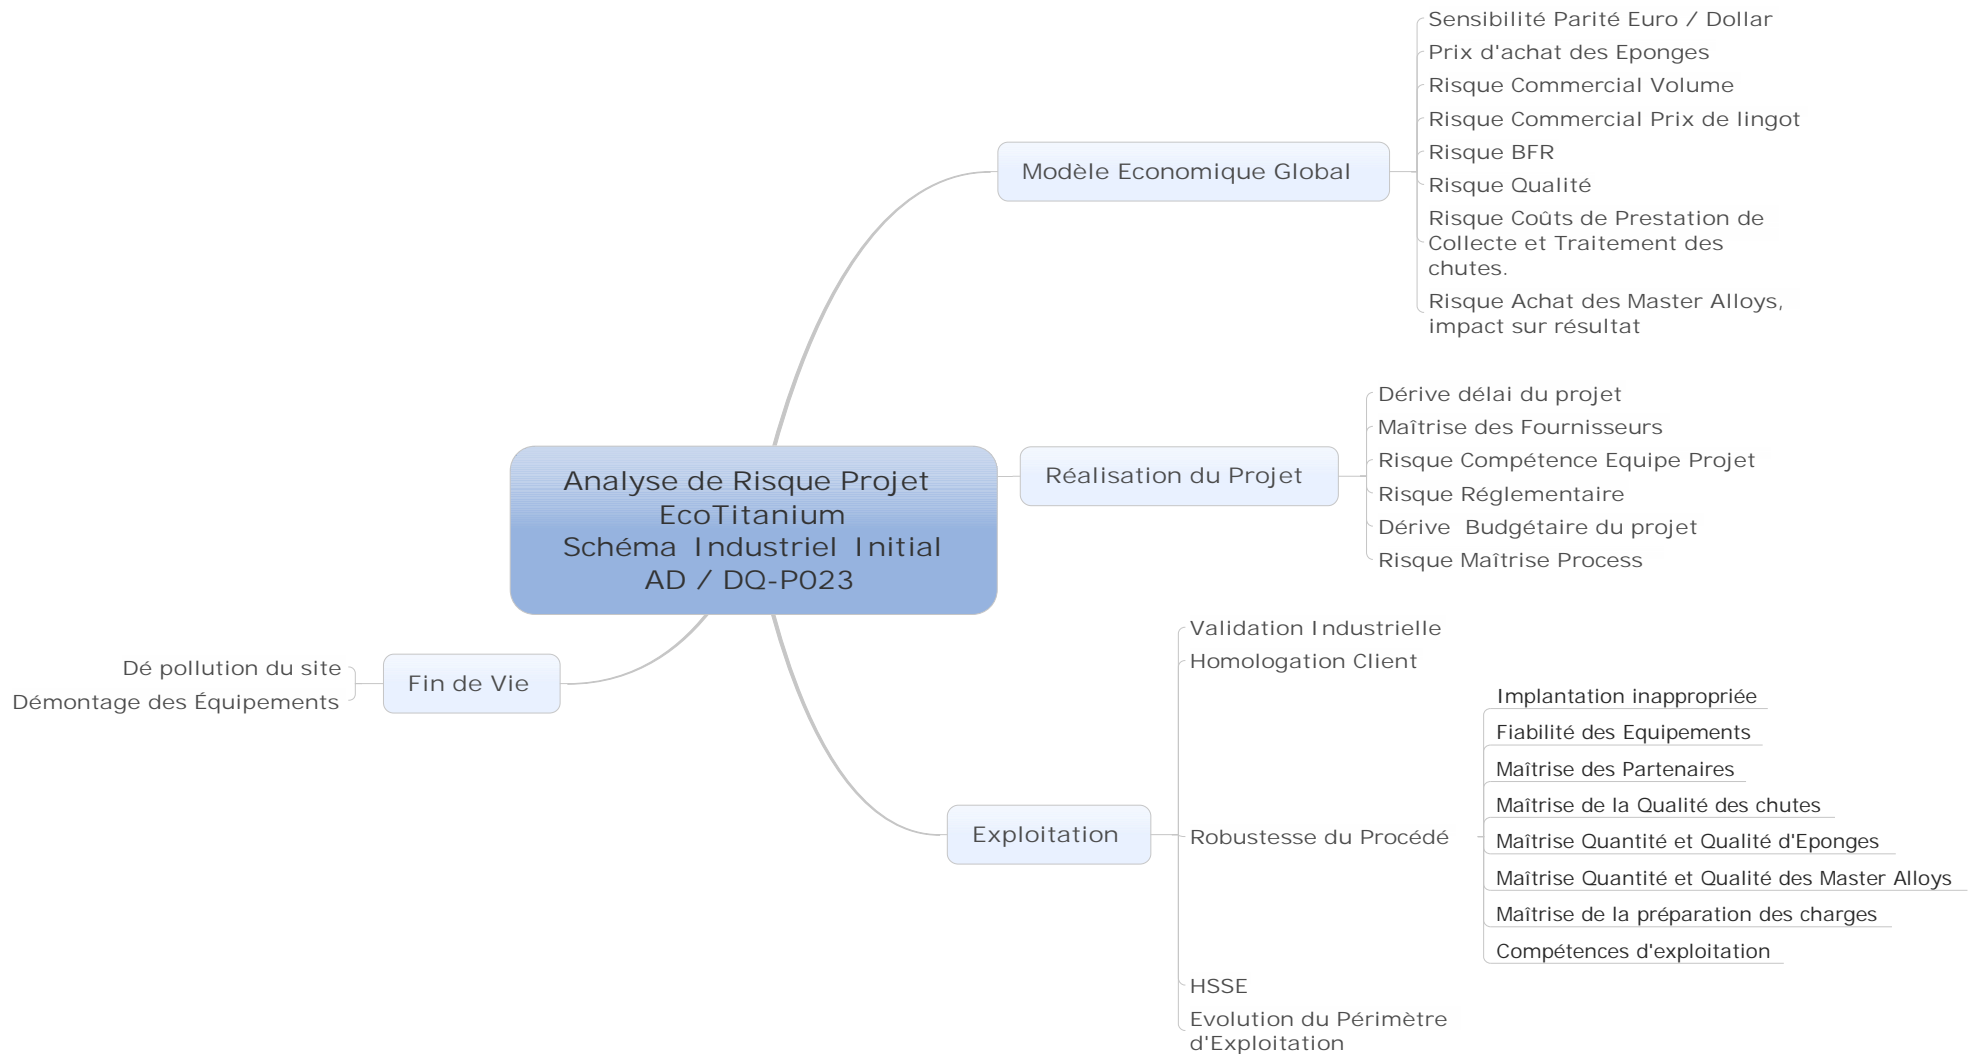 Sensibilité Parité Euro / Dollar
Prix d'achat des Eponges
Risque Commercial Volume
Risque Commercial Prix de lingot
Risque BFR
Risque Qualité
Risque Coûts de Prestation de
Collecte et Traitement des
chutes.
Risque Achat des Master Alloys,
impact sur résultat
Modèle Economique Global
Dérive délai du projet
Maîtrise des Fournisseurs
Risque Compétence Equipe Projet
Risque Réglementaire
Dérive Budgétaire du projet
Risque Maîtrise Process
Réalisation du Projet
Analyse de Risque Projet
EcoTitanium
Schéma Industriel Initial
AD / DQ-P023
Dé pollution du site
Démontage des Équipements
Fin de Vie
Exploitation
Validation Industrielle
Homologation Client
Robustesse du Procédé
Implantation inappropriée
Fiabilité des Equipements
Maîtrise des Partenaires
Maîtrise de la Qualité des chutes
Maîtrise Quantité et Qualité d'Eponges
Maîtrise Quantité et Qualité des Master Alloys
Maîtrise de la préparation des charges
Compétences d'exploitation
HSSE
Evolution du Périmètre
d'Exploitation